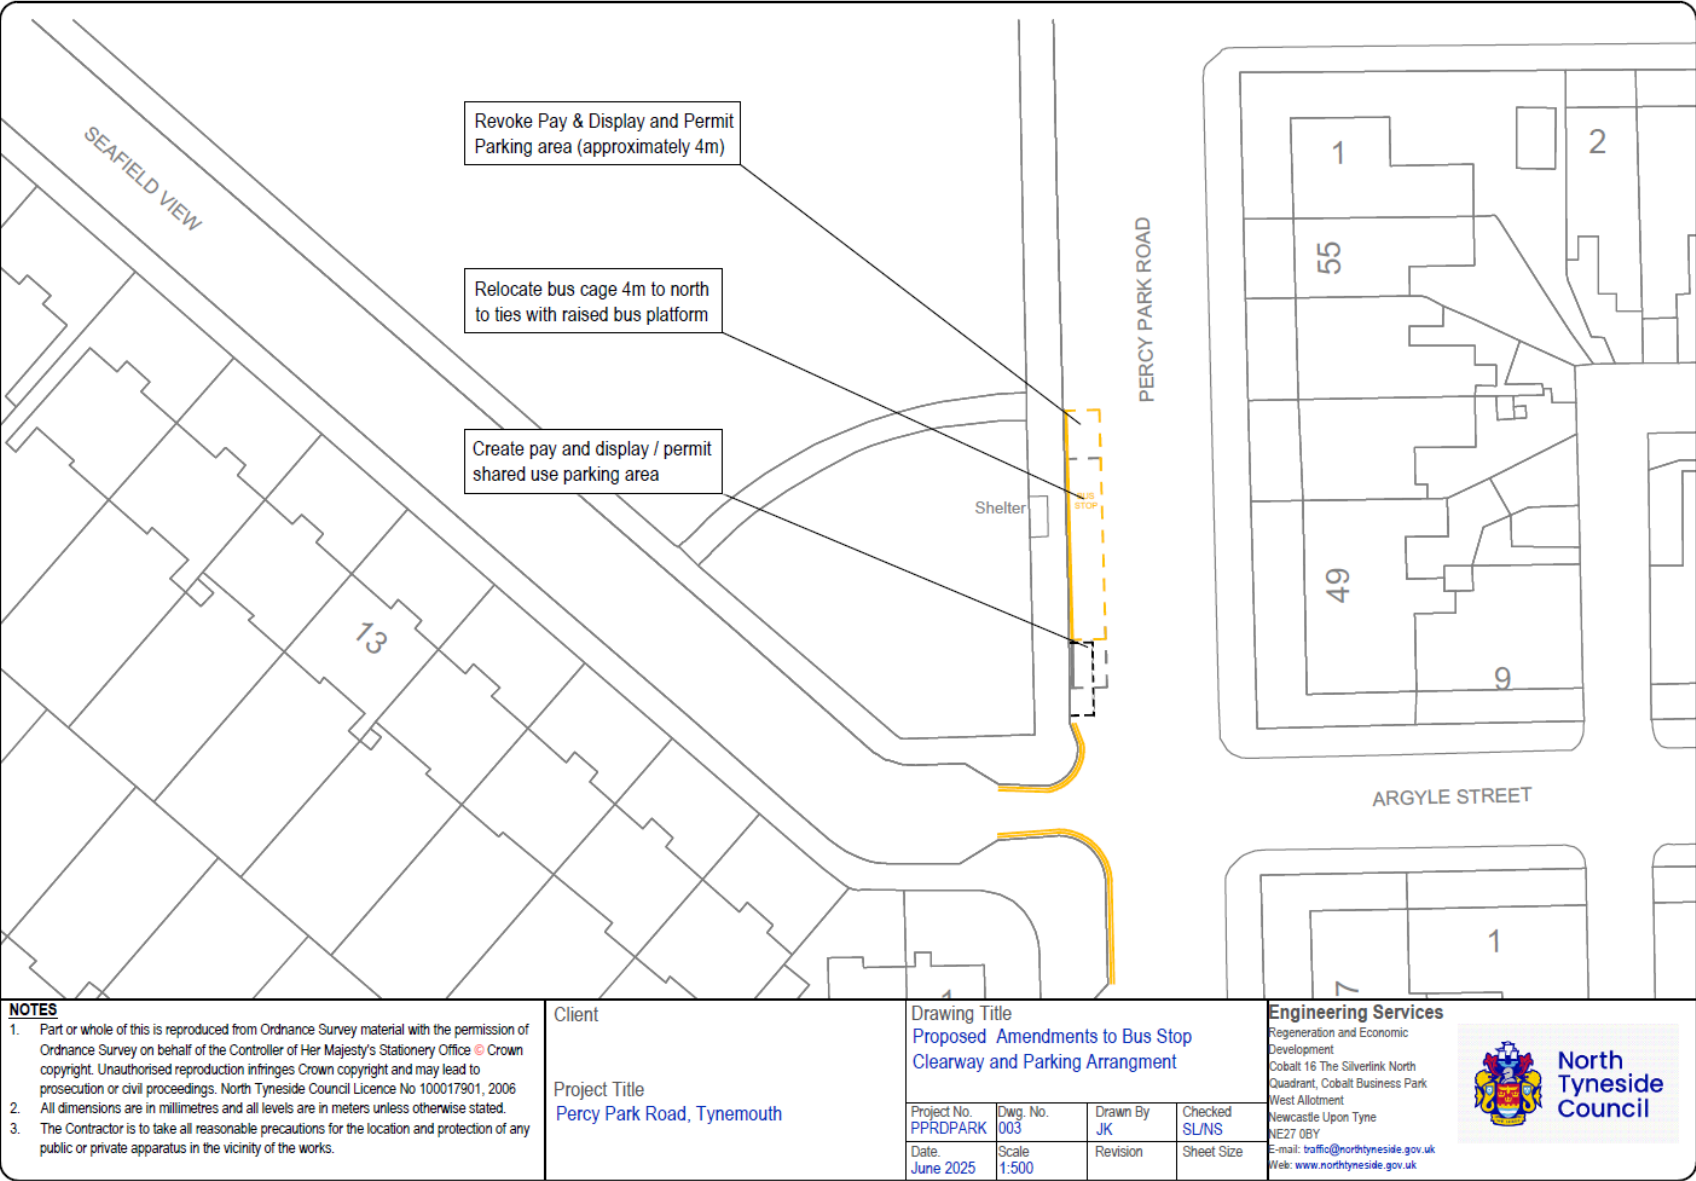 SEAFIELD VIEW
Revoke Pay & Display and Permit
Parking area (approximately 4m)
Relocate bus cage 4m to north
to ties with raised bus platform
Create pay and display / permit
shared use parking area
Shelter
BUS
STOP
PERCY PARK ROAD
1
2
55
49
9
13
ARGYLE STREET
1
7
NOTES
1. Part or whole of this is reproduced from Ordnance Survey material with the permission of
Ordnance Survey on behalf of the Controller of Her Majesty's Stationery Office © Crown
copyright. Unauthorised reproduction infringes Crown copyright and may lead to
prosecution or civil proceedings. North Tyneside Council Licence No 100017901, 2006
2. All dimensions are in millimetres and all levels are in meters unless otherwise stated.
3. The Contractor is to take all reasonable precautions for the location and protection of any
public or private apparatus in the vicinity of the works.
Client
Project Title
Percy Park Road, Tynemouth
Drawing Title
Proposed Amendments to Bus Stop
Clearway and Parking Arrangment
Project No.
PPRDPARK
Dwg. No.
003
Drawn By
JK
Checked
SL/NS
Date.
June 2025
Scale
1:500
Revision
Sheet Size
Engineering Services
Regeneration and Economic
Development
Cobalt 16 The Silverlink North
Quadrant, Cobalt Business Park
West Allotment
Newcastle Upon Tyne
NE27 0BY
E-mail: traffic@northtyneside.gov.uk
Web: www.northtyneside.gov.uk
North
Tyneside
Council